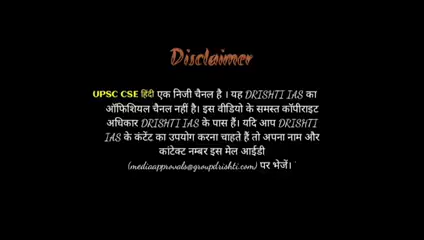 Disclaimer
UPSC CSE हिंदी एक निजी चैनल है । यह DRISHTI IAS का
ऑफिशियल चैनल नहीं है। इस वीडियो के समस्त कॉपीराइट
अधिकार DRISHTI IAS के पास हैं। यदि आप DRISHTI
IAS के कंटेंट का उपयोग करना चाहते हैं तो अपना नाम और
कांटेक्ट नम्बर इस मेल आईडी
(mediaapprovals@groupdrishti.com) पर भेजें।